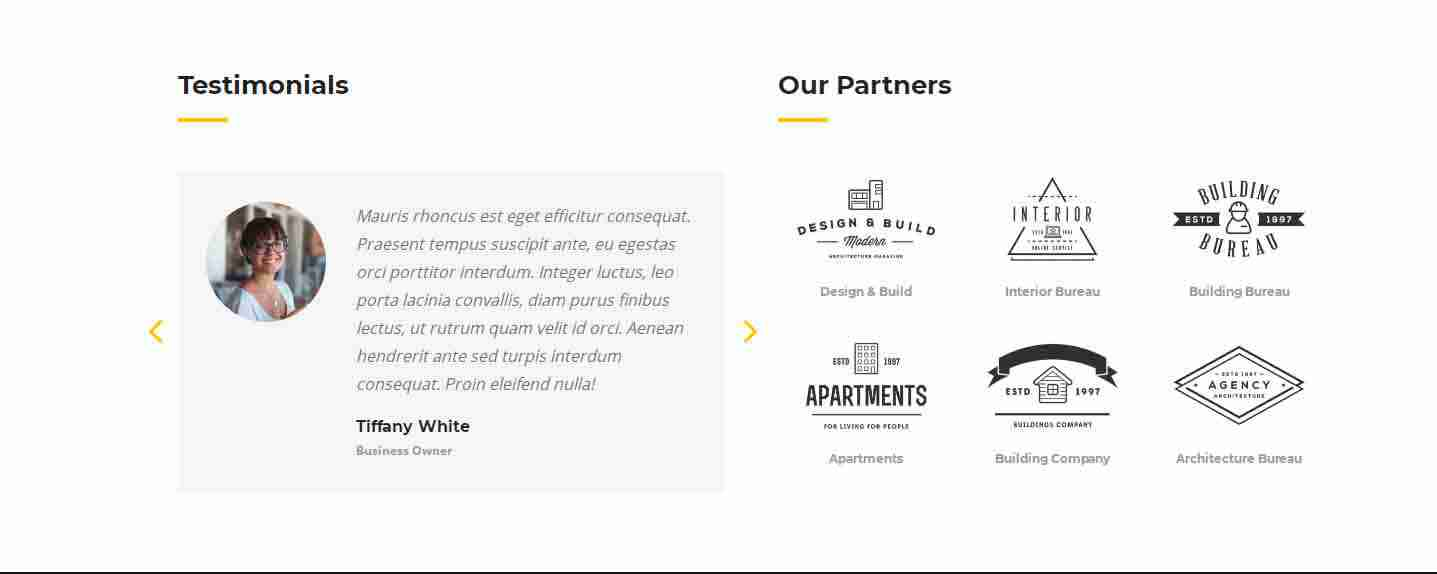 Testimonials
Mauris rhoncus est eget efficitur consequat.
Praesent tempus suscipit ante, eu egestas
orci porttitor interdum. Integer luctus, leo
porta lacinia convallis, diam purus finibus
lectus, ut rutrum quam velit id orci. Aenean
hendrerit ante sed turpis interdum
consequat. Proin eleifend nulla!
Tiffany White
Business Owner
Our Partners
DESIGN & BUILD
Modern
ARCHITECTURE MAGAZINE
Design & Build
INTERIOR
ESTD 1997
ONLINE SERVICE
Interior Bureau
BUILDING
ESTD 1997
BUREAU
Building Bureau
ESTD 1997
APARTMENTS
FOR LIVING FOR PEOPLE
Apartments
ESTD 1997
BUILDINGS COMPANY
Building Company
ESTD 1997
AGENCY
ARCHITECTURE
Architecture Bureau